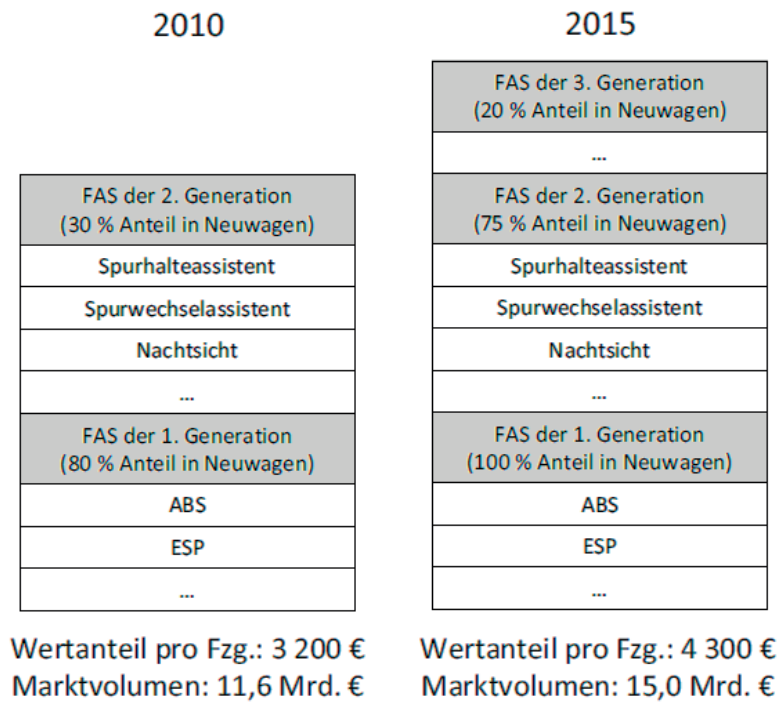 2010
FAS der 2. Generation
(30 % Anteil in Neuwagen)
Spurhalteassistent
Spurwechselassistent
Nachtsicht
...
FAS der 1. Generation
(80 % Anteil in Neuwagen)
ABS
ESP
...
Wertanteil pro Fzg.: 3 200 €
Marktvolumen: 11,6 Mrd. €
2015
FAS der 3. Generation
(20 % Anteil in Neuwagen)
...
FAS der 2. Generation
(75 % Anteil in Neuwagen)
Spurhalteassistent
Spurwechselassistent
Nachtsicht
...
FAS der 1. Generation
(100 % Anteil in Neuwagen)
ABS
ESP
...
Wertanteil pro Fzg.: 4 300 €
Marktvolumen: 15,0 Mrd. €